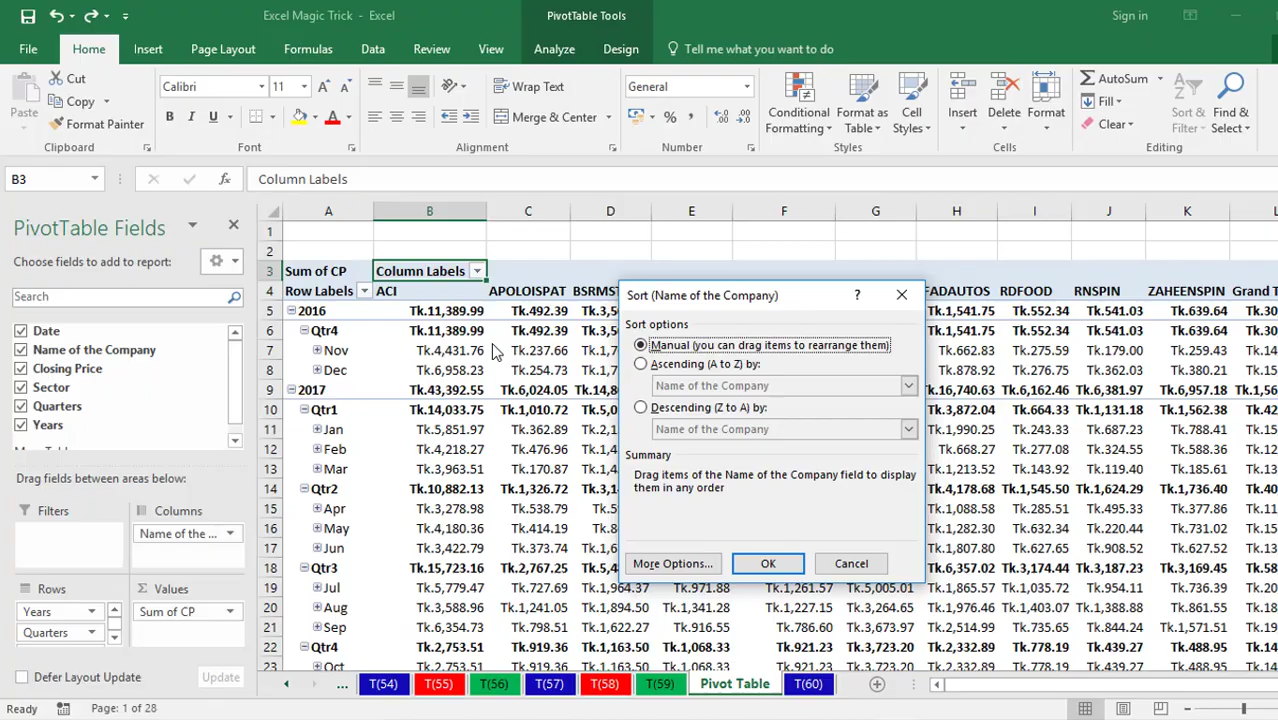 Excel Magic Trick - Excel
PivotTable Tools
Sign in
File Home Insert Page Layout Formulas Data Review View Analyze Design Tell me what you want to do
Paste
Cut
Copy
Format Painter
Clipboard
Calibri 11
B I U
Font
Wrap Text
Merge & Center
Alignment
General
Number
Conditional Formatting
Format as Table
Cell Styles
Styles
Insert Delete Format
Cells
AutoSum
Fill
Clear
Sort & Filter
Find & Select
Editing
B3 fx Column Labels
PivotTable Fields
Choose fields to add to report:
Search
Date
Name of the Company
Closing Price
Sector
Quarters
Years
Drag fields between areas below:
Filters
Columns
Name of the ...
Rows
Years
Quarters
Σ Values
Sum of CP
Defer Layout Update Update
A B C D E F G H I J K L
1
2
3 Sum of CP Column Labels
4 Row Labels ACI APOLOISPAT BSRMST FADAUTOS RDFOOD RNSPIN ZAHEENSPIN Grand T
5 2016 Tk.11,389.99 Tk.492.39 Tk.3,5 Tk.1,541.75 Tk.552.34 Tk.541.03 Tk.999.54 Tk.30
6 Qtr4 Tk.11,389.99 Tk.492.39 Tk.3,5 Tk.1,541.75 Tk.552.34 Tk.541.03 Tk.999.54 Tk.30
7 Nov Tk.4,431.76 Tk.237.66 Tk.1,7 Tk.662.83 Tk.275.59 Tk.179.00 Tk.411.35 Tk.11
8 Dec Tk.6,958.23 Tk.254.73 Tk.1, Tk.878.92 Tk.276.75 Tk.362.03 Tk.588.19 Tk.
9 2017 Tk.43,392.55 Tk.6,024.05 Tk.14,8 Tk.16,740.63 Tk.6,162.46 Tk.6,381.97 Tk.6,957.18 Tk.1,56
10 Qtr1 Tk.14,033.75 Tk.1,010.72 Tk.5,0 Tk.3,872.04 Tk.664.33 Tk.1,131.18 Tk.1,562.38 Tk.
11 Jan Tk.5,851.97 Tk.362.89 Tk. Tk.1,990.25 Tk.243.33 Tk.687.23 Tk.788.41 Tk.
12 Feb Tk.4,218.27 Tk.476.96 Tk. Tk.668.27 Tk.277.08 Tk.324.55 Tk.588.36 Tk.
13 Mar Tk.3,963.51 Tk.170.87 Tk. Tk.1,213.52 Tk.143.92 Tk.119.40 Tk.185.61 Tk.
14 Qtr2 Tk.10,882.13 Tk.1,326.72 Tk.3,1 Tk.4,178.68 Tk.1,545.50 Tk.1,624.29 Tk.1,736.40 Tk.
15 Apr Tk.3,278.98 Tk.538.79 Tk. Tk.1,088.58 Tk.285.51 Tk.495.33 Tk.377.86 Tk.
16 May Tk.4,180.36 Tk.414.19 Tk.8 Tk.1,282.30 Tk.632.34 Tk.220.44 Tk.731.02 Tk.
17 Jun Tk.3,422.79 Tk.373.74 Tk. Tk.1,807.80 Tk.627.65 Tk.908.52 Tk.627.52 Tk.
18 Qtr3 Tk.15,723.16 Tk.2,767.25 Tk.5,4 Tk.6,357.02 Tk.3,174.44 Tk.3,187.23 Tk.3,169.45 Tk.
19 Jul Tk.5,779.47 Tk.727.69 Tk.1,964.37 Tk.971.88 Tk.1,261.57 Tk.5,005.01 Tk.1,865.57 Tk.1,035.72 Tk.954.11 Tk.736.39 Tk.
20 Aug Tk.3,588.96 Tk.1,241.05 Tk.1,894.50 Tk.1,341.28 Tk.1,227.15 Tk.3,264.65 Tk.1,976.46 Tk.1,403.07 Tk.1,388.88 Tk.861.55 Tk.
21 Sep Tk.6,354.73 Tk.798.51 Tk.1,622.27 Tk.916.55 Tk.786.60 Tk.3,673.97 Tk.2,514.99 Tk.735.65 Tk.844.24 Tk.1,571.51 Tk.
22 Qtr4 Tk.2,753.51 Tk.919.36 Tk.1,163.50 Tk.1,068.33 Tk.921.23 Tk.3,723.20 Tk.2,332.89 Tk.778.19 Tk.439.27 Tk.488.95 Tk.
23 Oct Tk.2,753.51 Tk.919.36 Tk.1,163.50 Tk.1,068.33 Tk.921.23 Tk.3,723.20 Tk.2,332.89 Tk.778.19 Tk.439.27 Tk.488.95 Tk.
Sort (Name of the Company) ?
Sort options
Manual (you can drag items to rearrange them)
Ascending (A to Z) by:
Name of the Company
Descending (Z to A) by:
Name of the Company
Summary
Drag items of the Name of the Company field to display
them in any order
More Options... OK Cancel
... T(54) T(55) T(56) T(57) T(58) T(59) Pivot Table T(60)
Ready Page: 1 of 28